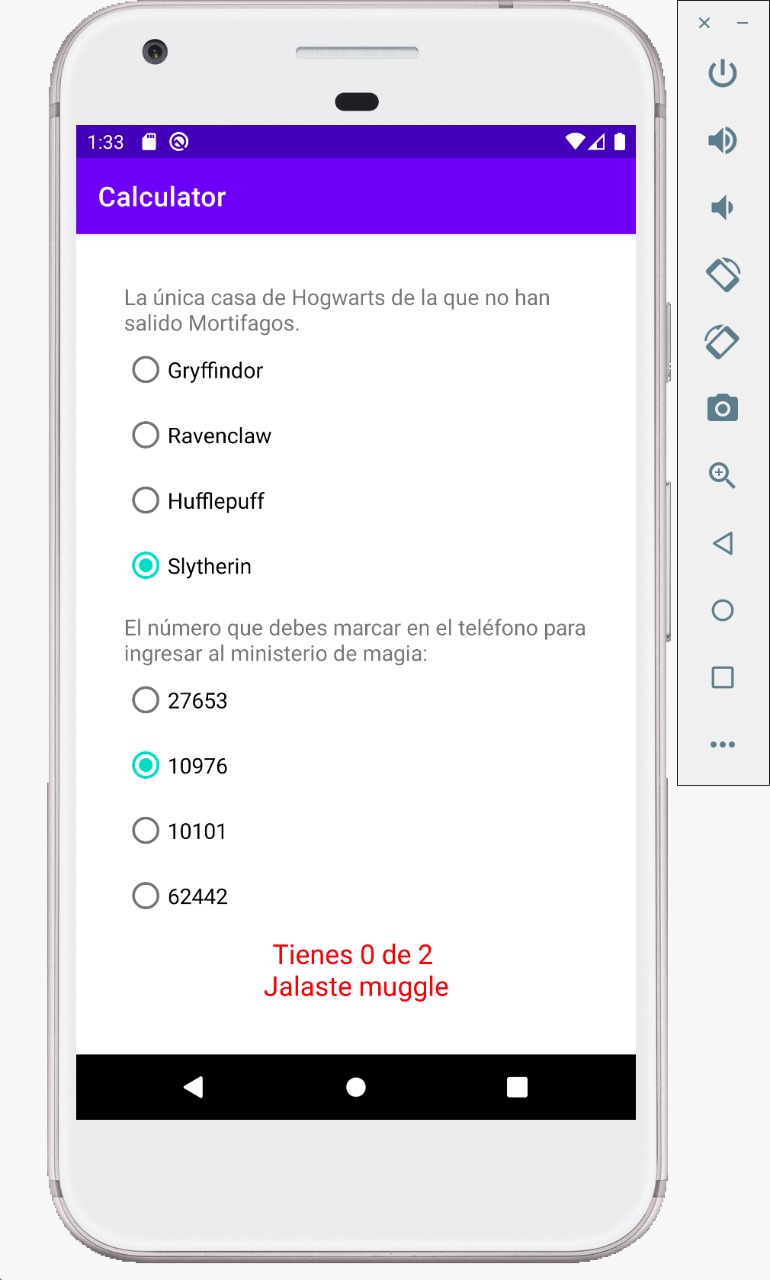 1:33
Calculator
La única casa de Hogwarts de la que no han
salido Mortifagos.
Gryffindor
Ravenclaw
Hufflepuff
Slytherin
El número que debes marcar en el teléfono para
ingresar al ministerio de magia:
27653
10976
10101
62442
Tienes 0 de 2
Jalaste muggle